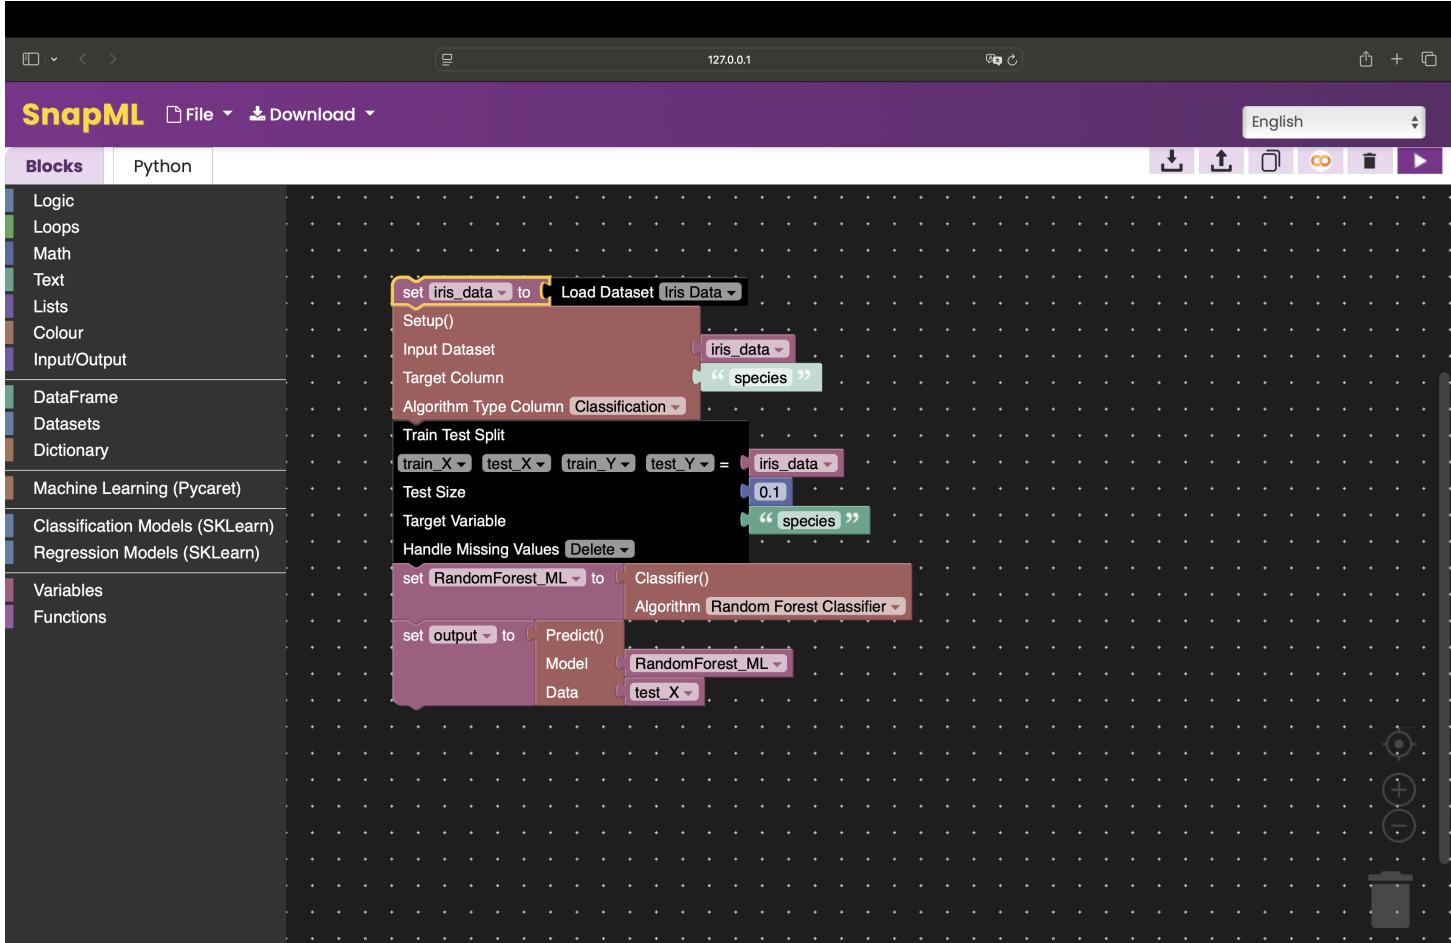 127.0.0.1
SnapML File Download English
Blocks Python
Logic
Loops
Math
Text
Lists
Colour
Input/Output
DataFrame
Datasets
Dictionary
Machine Learning (Pycaret)
Classification Models (SKLearn)
Regression Models (SKLearn)
Variables
Functions
set iris_data to Load Dataset Iris Data
Setup()
Input Dataset iris_data
Target Column “ species ”
Algorithm Type Column Classification
Train Test Split
train_X test_X train_Y test_Y = iris_data
Test Size 0.1
Target Variable “ species ”
Handle Missing Values Delete
set RandomForest_ML to Classifier()
Algorithm Random Forest Classifier
set output to Predict()
Model RandomForest_ML
Data test_X